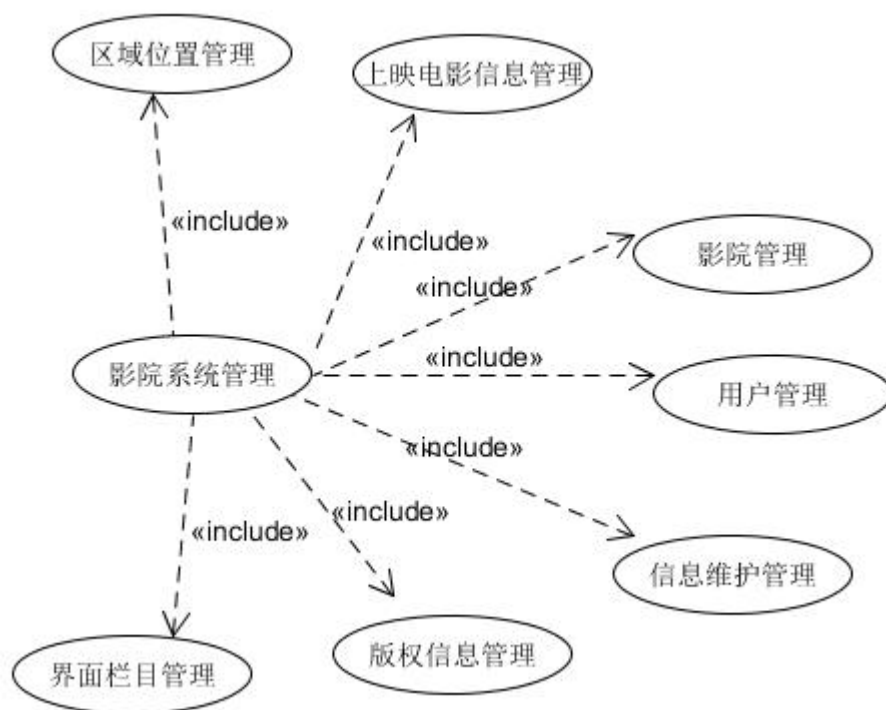 区域位置管理
上映电影信息管理
«include»
«include»
影院管理
«include»
«include»
影院系统管理
用户管理
«include»
«include»
«include»
信息维护管理
版权信息管理
界面栏目管理